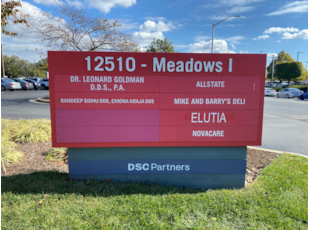 12510 - Meadows I
DR. LEONARD GOLDMAN
D.D.S., P.A.
RANDEEP SIDHU DDS, EMONA KRAJA DDS
ALLSTATE
MIKE AND BARRY'S DELI
ELUTIA
NOVACARE
DSC Partners